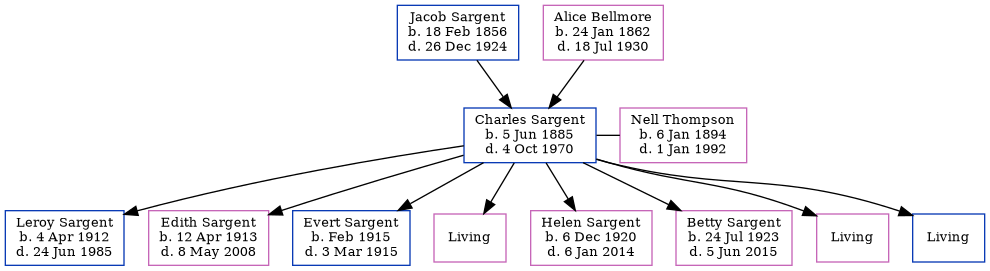 Jacob Sargent
b. 18 Feb 1856
d. 26 Dec 1924
Alice Bellmore
b. 24 Jan 1862
d. 18 Jul 1930
Charles Sargent
b. 5 Jun 1885
d. 4 Oct 1970
Nell Thompson
b. 6 Jan 1894
d. 1 Jan 1992
Leroy Sargent
b. 4 Apr 1912
d. 24 Jun 1985
Edith Sargent
b. 12 Apr 1913
d. 8 May 2008
Evert Sargent
b. Feb 1915
d. 3 Mar 1915
Living
Helen Sargent
b. 6 Dec 1920
d. 6 Jan 2014
Betty Sargent
b. 24 Jul 1923
d. 5 Jun 2015
Living
Living